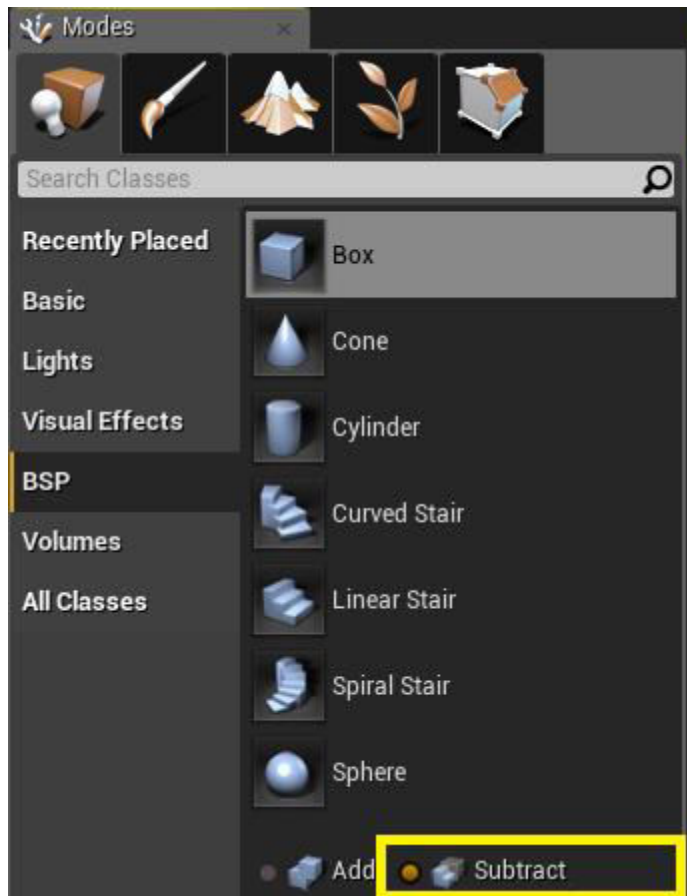 Modes
Search Classes
Recently Placed
Basic
Lights
Visual Effects
BSP
Volumes
All Classes
Box
Cone
Cylinder
Curved Stair
Linear Stair
Spiral Stair
Sphere
Add
Subtract